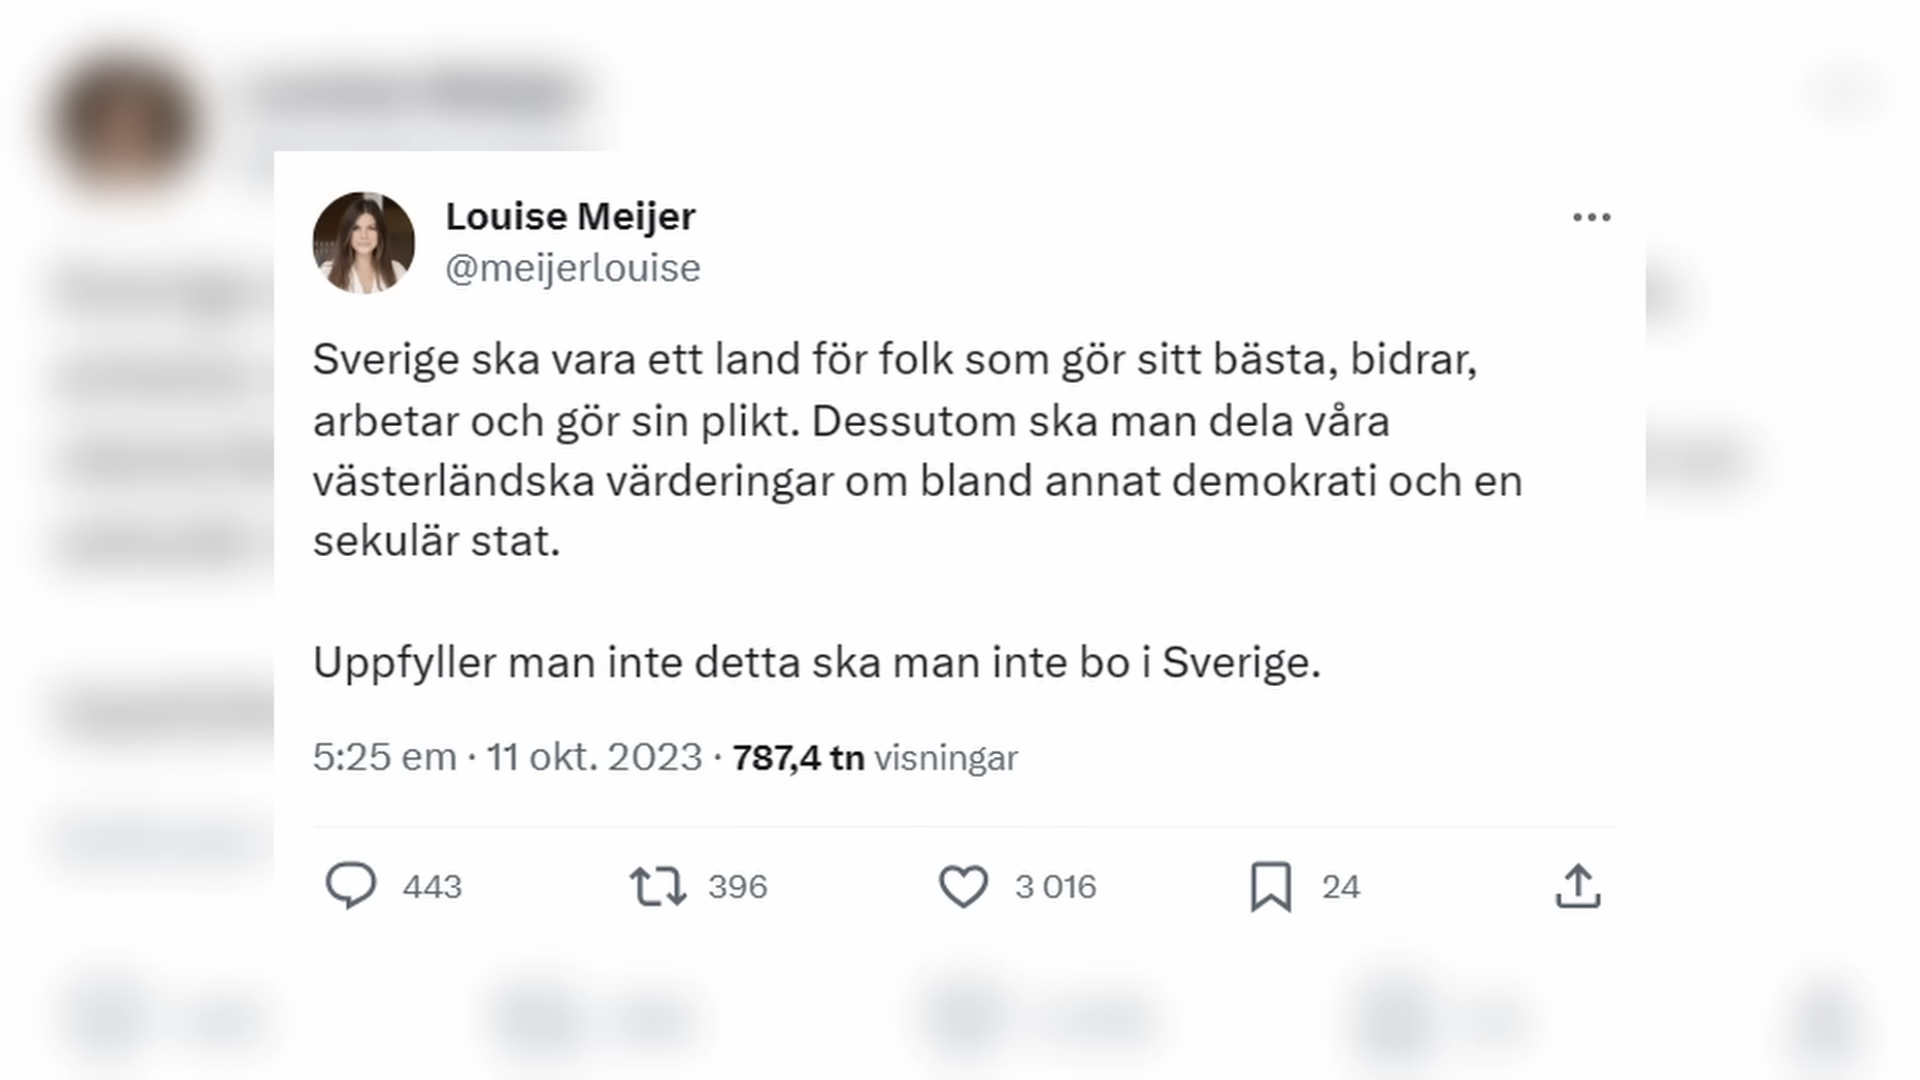 Louise Meijer
@meijerlouise
Sverige ska vara ett land för folk som gör sitt bästa, bidrar,
arbetar och gör sin plikt. Dessutom ska man dela våra
västerländska värderingar om bland annat demokrati och en
sekulär stat.
Uppfyller man inte detta ska man inte bo i Sverige.
5:25 em · 11 okt. 2023 · 787,4 tn visningar
443 396 3 016 24